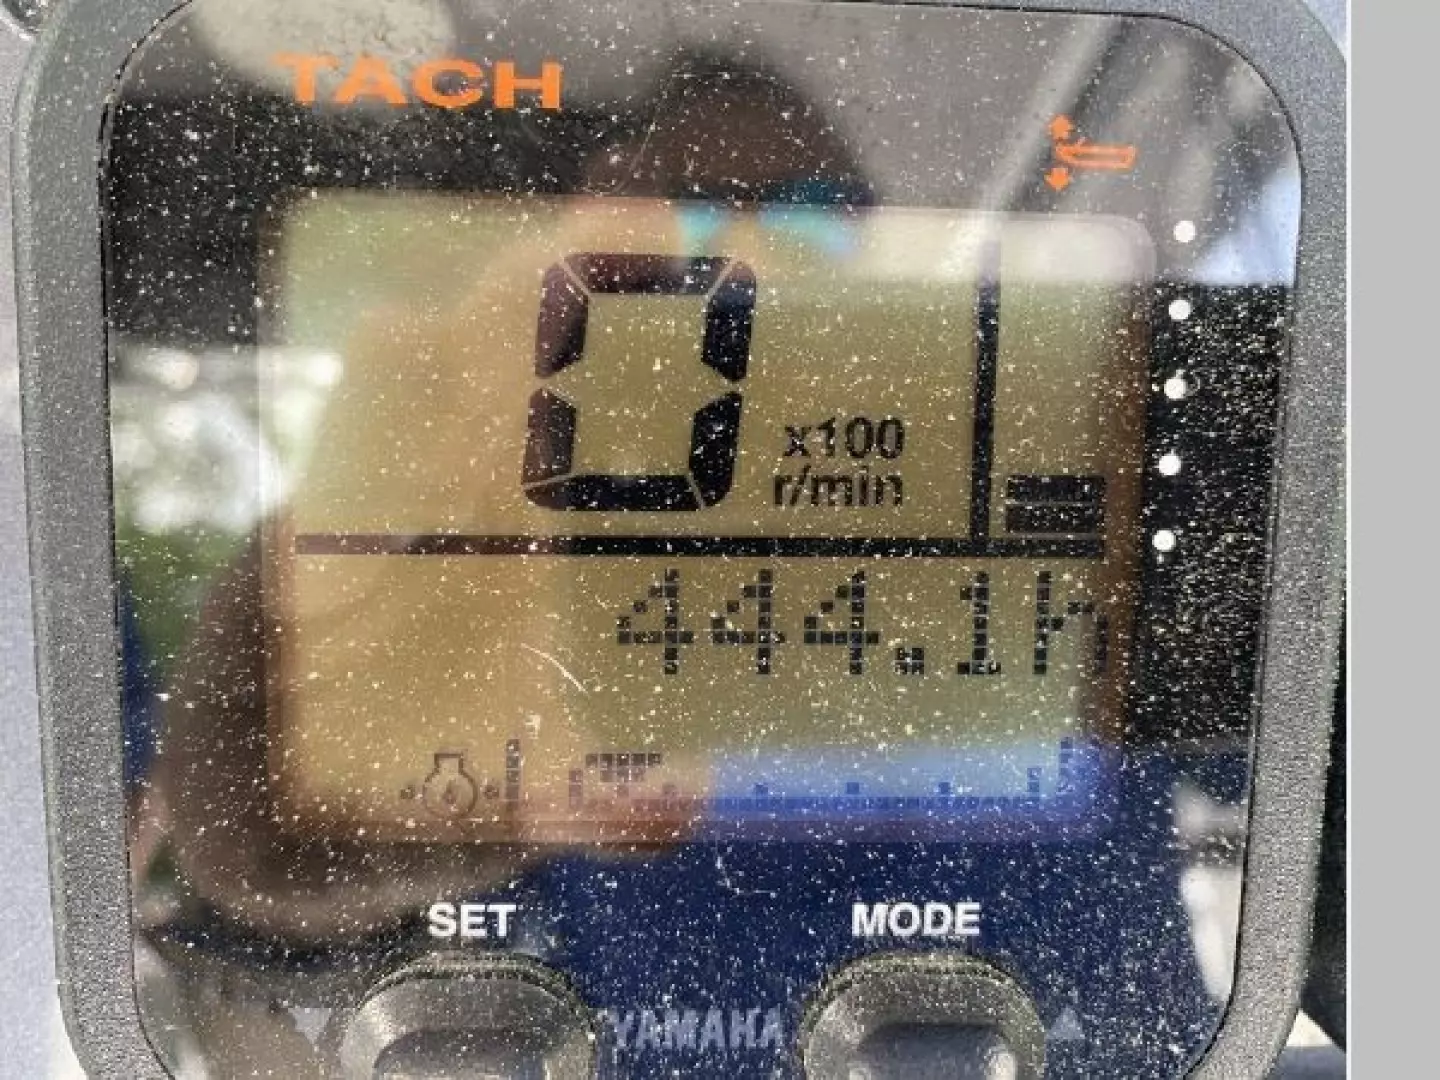 TACH
0
x100
r/min
444.1h
SET MODE
YAMAHA